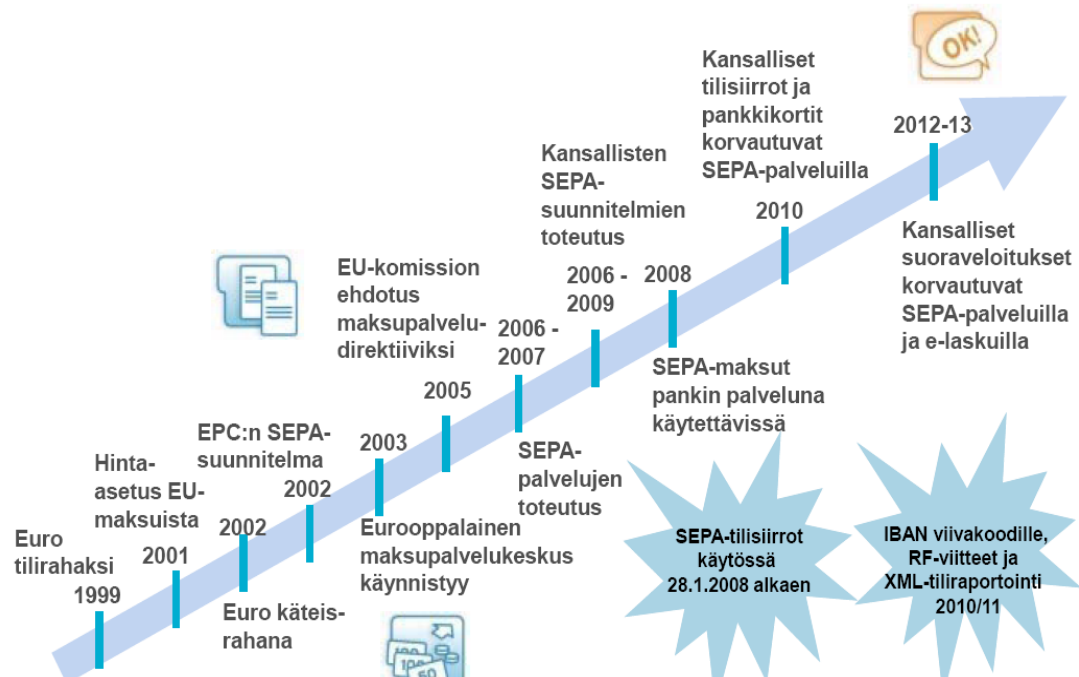 Euro
tilirahaksi
1999
Hinta-
asetus EU-
maksuista
2001
2002
Euro käteis-
rahana
EPC:n SEPA-
suunnitelma
2002
2003
Eurooppalainen
maksupalvelukeskus
käynnistyy
EU-komission
ehdotus
maksupalvelu-
direktiiviksi
2005
2006 -
2007
SEPA-
palvelujen
toteutus
Kansallisten
SEPA-
suunnitelmien
toteutus
2006 -
2009
2008
SEPA-maksut
pankin palveluna
käytettävissä
Kansalliset
tilisiirrot ja
pankkikortit
korvautuvat
SEPA-palveluilla
2010
OK!
2012-13
Kansalliset
suoraveloitukset
korvautuvat
SEPA-palveluilla
ja e-laskuilla
SEPA-tilisiirrot
käytössä
28.1.2008 alkaen
IBAN viivakoodille,
RF-viitteet ja
XML-tiliraportointi
2010/11
100
100
50